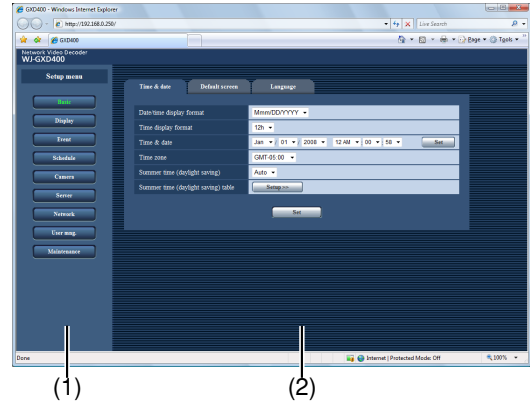 GXD400 - Windows Internet Explorer
http://192.168.0.250/
Live Search
GXD400
Page Tools
Network Video Decoder
WJ-GXD400
Setup menu
Basic
Display
Event
Schedule
Camera
Server
Network
User mng.
Maintenance
Time & date Default screen Language
Date/time display format Mmm/DD/YYYY
Time display format 12h
Time & date Jan / 01 / 2008 12 AM : 00 : 50 Set
Time zone GMT-05:00
Summer time (daylight saving) Auto
Summer time (daylight saving) table Setup >>
Set
Done Internet | Protected Mode: Off 100%
(1) (2)